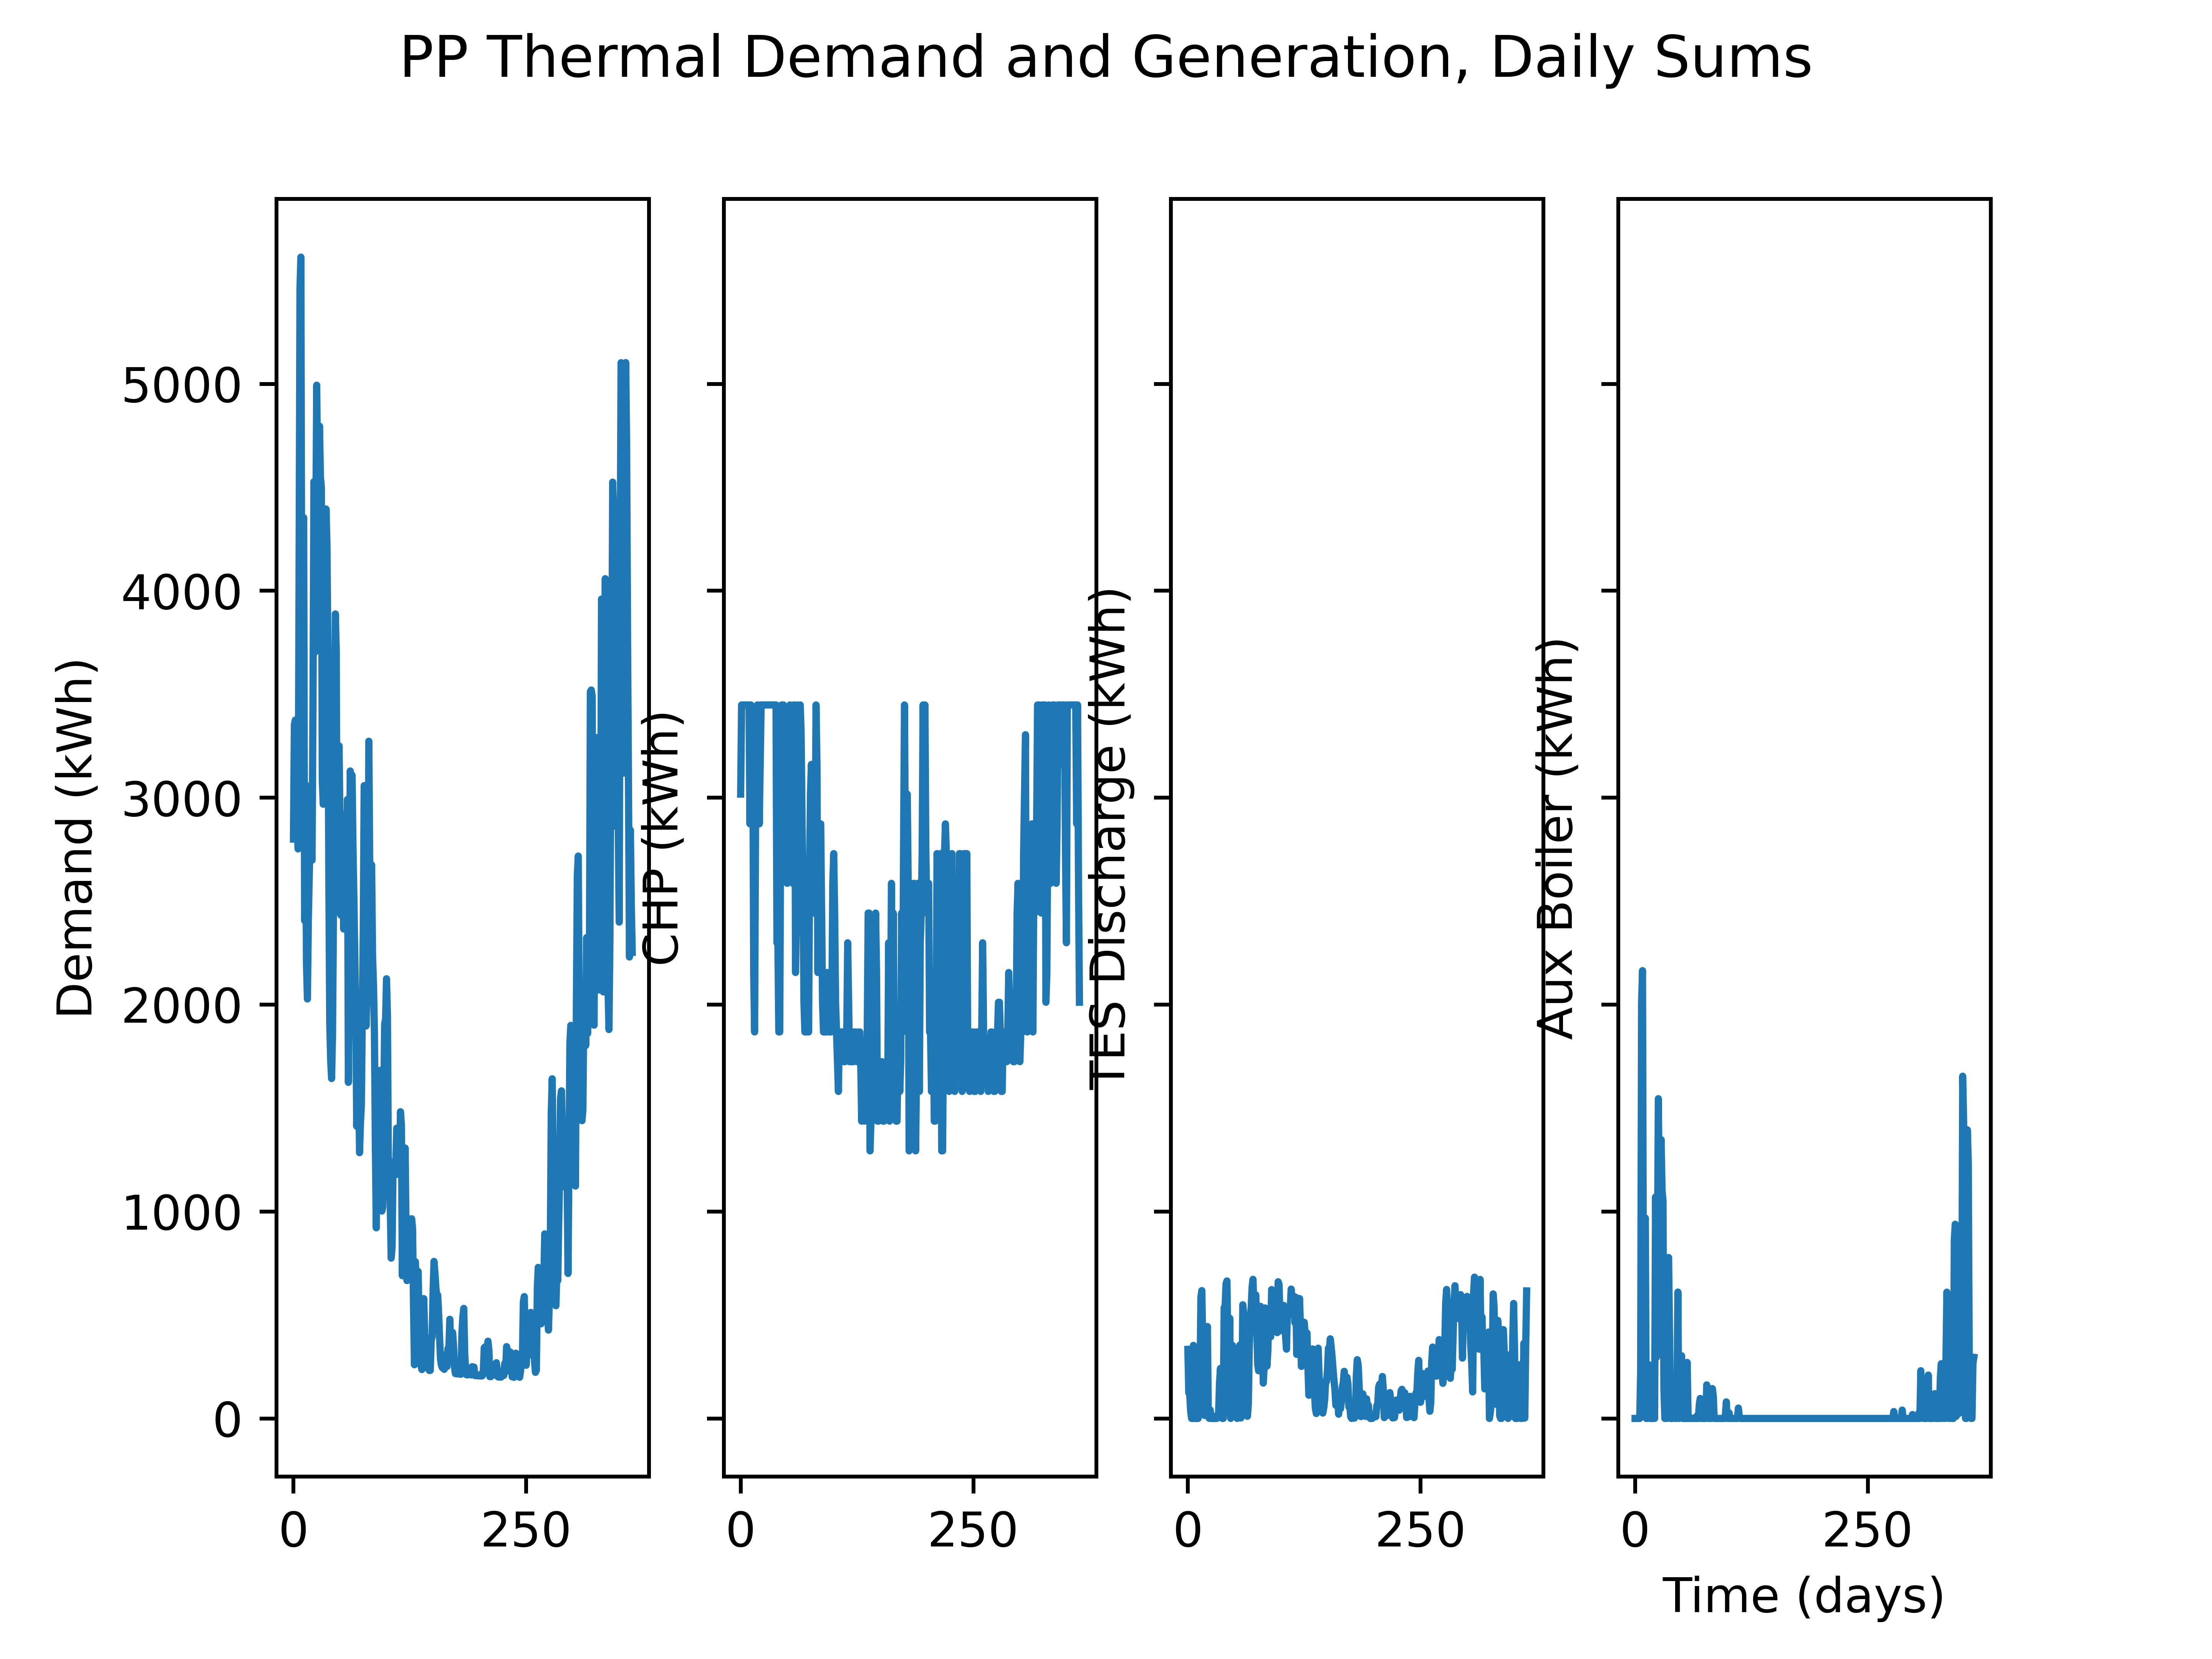 PP Thermal Demand and Generation, Daily Sums
Demand (kWh)
5000
4000
3000
2000
1000
0
0
250
CHP (kWh)
0
250
TES Discharge (kWh)
0
250
Aux Boiler (kWh)
0
250
Time (days)